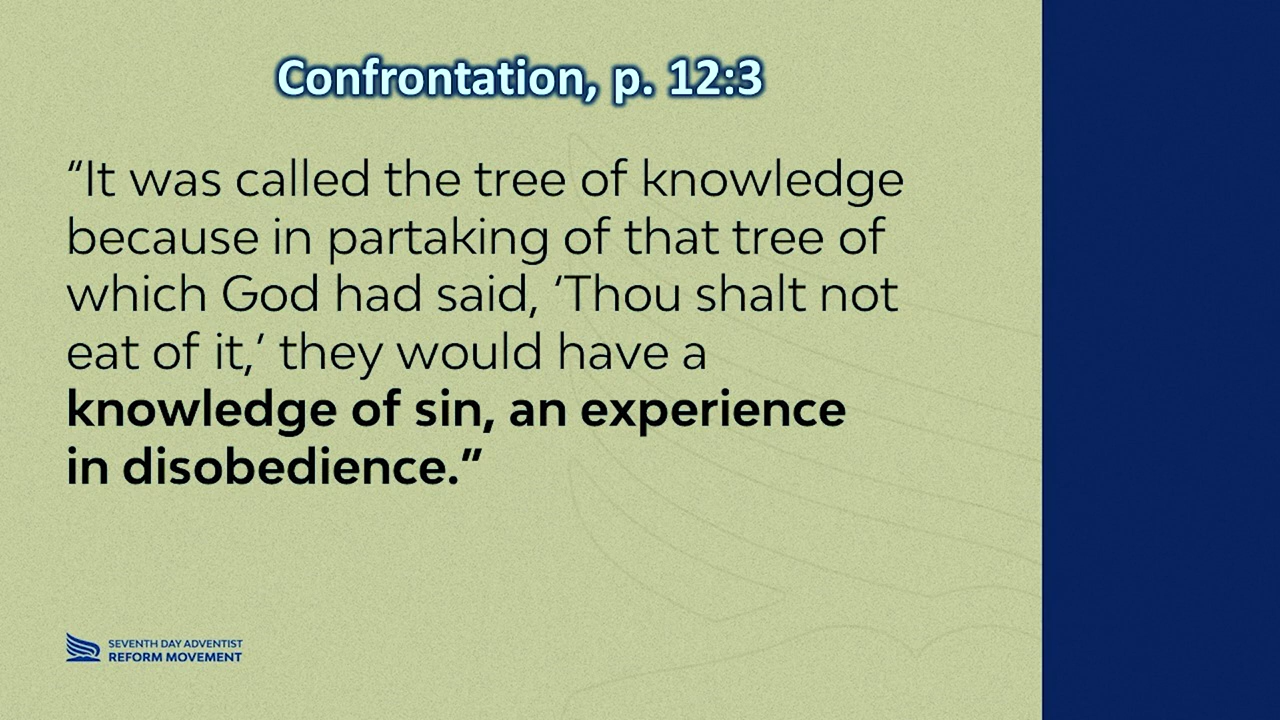 Confrontation, p. 12:3
“It was called the tree of knowledge
because in partaking of that tree of
which God had said, ‘Thou shalt not
eat of it,’ they would have a
knowledge of sin, an experience
in disobedience.”
SEVENTH DAY ADVENTIST
REFORM MOVEMENT